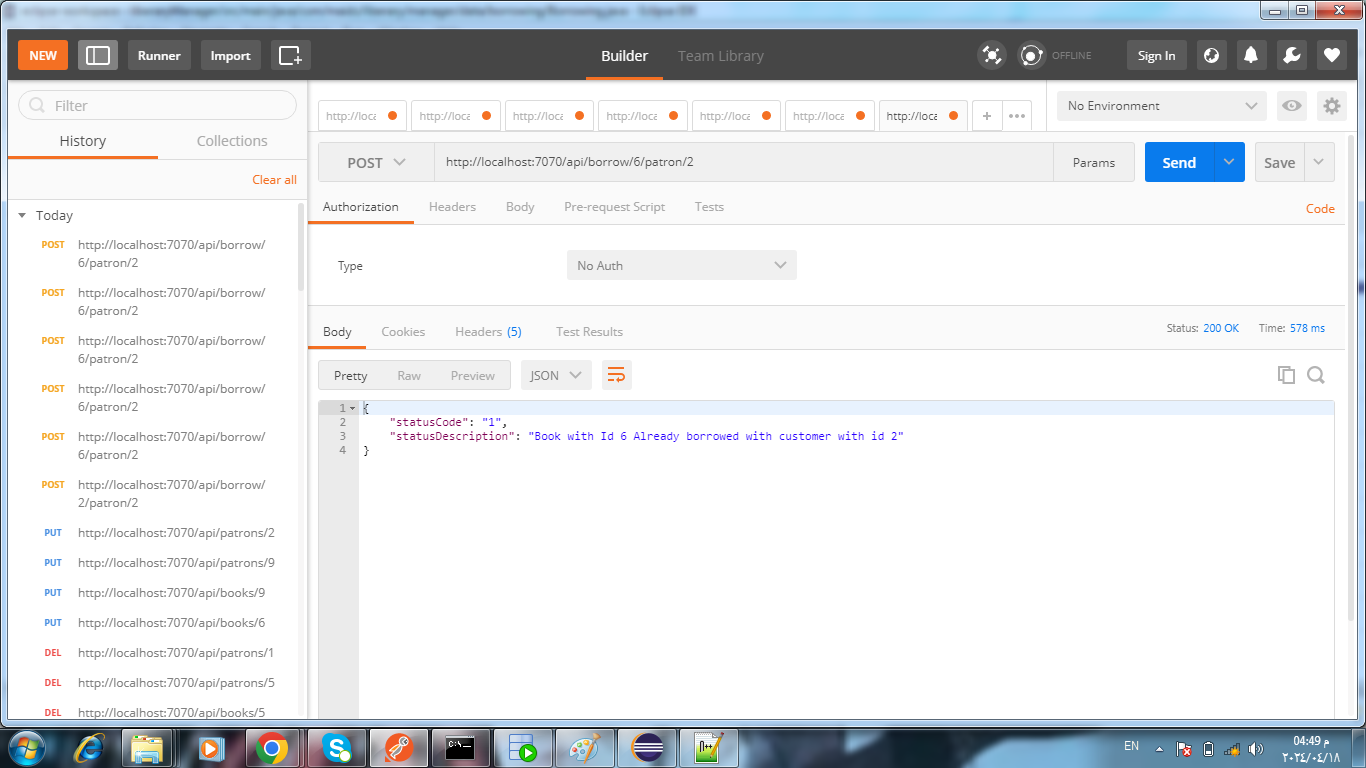 NEW
Runner
Import
Builder
Team Library
OFFLINE
Sign In
Filter
History
Collections
Clear all
Today
POST http://localhost:7070/api/borrow/
6/patron/2
POST http://localhost:7070/api/borrow/
6/patron/2
POST http://localhost:7070/api/borrow/
6/patron/2
POST http://localhost:7070/api/borrow/
6/patron/2
POST http://localhost:7070/api/borrow/
6/patron/2
POST http://localhost:7070/api/borrow/
2/patron/2
PUT http://localhost:7070/api/patrons/2
PUT http://localhost:7070/api/patrons/9
PUT http://localhost:7070/api/books/9
PUT http://localhost:7070/api/books/6
DEL http://localhost:7070/api/patrons/1
DEL http://localhost:7070/api/patrons/5
DEL http://localhost:7070/api/books/5
http://loca http://loca http://loca http://loca http://loca http://loca http://loca + •••
No Environment
POST http://localhost:7070/api/borrow/6/patron/2 Params Send Save
Authorization Headers Body Pre-request Script Tests Code
Type No Auth
Body Cookies Headers (5) Test Results Status: 200 OK Time: 578 ms
Pretty Raw Preview JSON
1 {
2 "statusCode": "1",
3 "statusDescription": "Book with Id 6 Already borrowed with customer with id 2"
4 }
EN
04:49 م
٢٠٢٤/٠٤/١٨